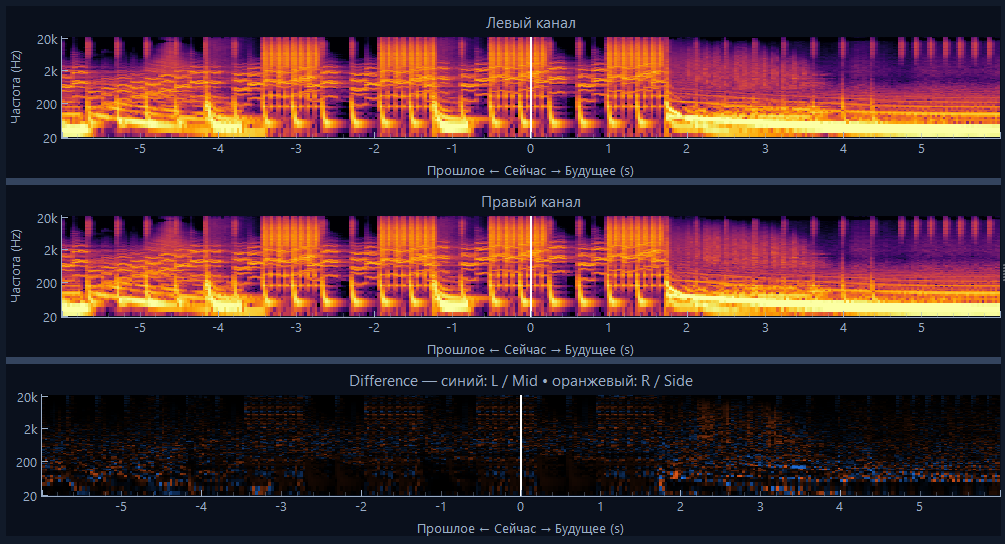 Левый канал
Частота (Hz)
20k
2k
200
20
-5 -4 -3 -2 -1 0 1 2 3 4 5
Прошлое ← Сейчас → Будущее (s)
Правый канал
Частота (Hz)
20k
2k
200
20
-5 -4 -3 -2 -1 0 1 2 3 4 5
Прошлое ← Сейчас → Будущее (s)
Difference — синий: L / Mid • оранжевый: R / Side
20k
2k
200
20
-5 -4 -3 -2 -1 0 1 2 3 4 5
Прошлое ← Сейчас → Будущее (s)